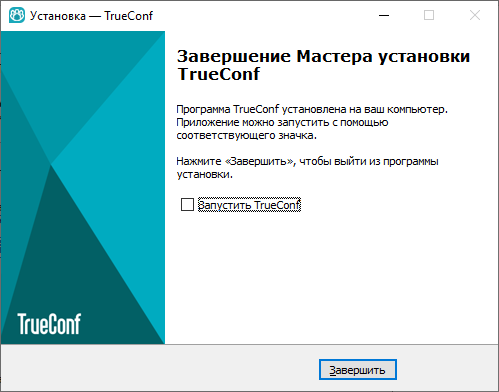 Установка — TrueConf
Завершение Мастера установки
TrueConf
Программа TrueConf установлена на ваш компьютер.
Приложение можно запустить с помощью
соответствующего значка.
Нажмите «Завершить», чтобы выйти из программы
установки.
Запустить TrueConf
TrueConf
Завершить